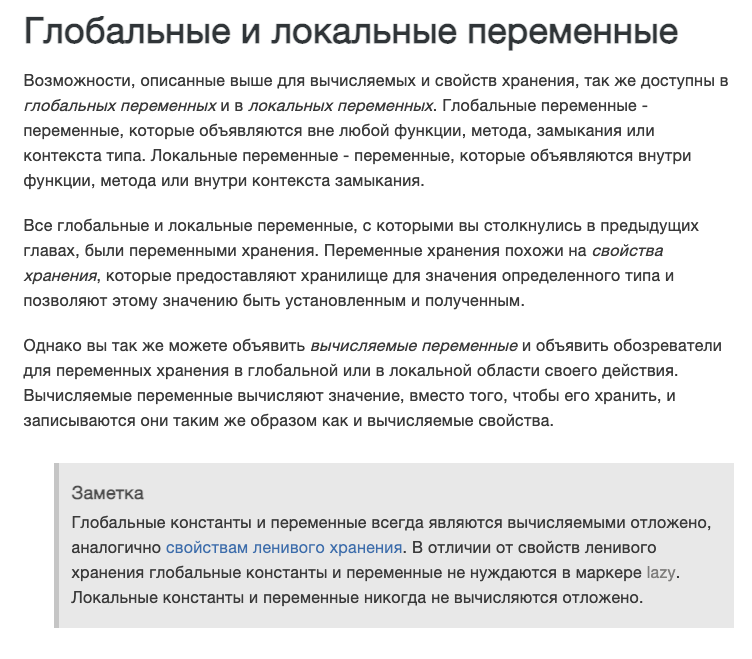 Глобальные и локальные переменные
Возможности, описанные выше для вычисляемых и свойств хранения, так же доступны в
глобальных переменных и в локальных переменных. Глобальные переменные -
переменные, которые объявляются вне любой функции, метода, замыкания или
контекста типа. Локальные переменные - переменные, которые объявляются внутри
функции, метода или внутри контекста замыкания.
Все глобальные и локальные переменные, с которыми вы столкнулись в предыдущих
главах, были переменными хранения. Переменные хранения похожи на свойства
хранения, которые предоставляют хранилище для значения определенного типа и
позволяют этому значению быть установленным и полученным.
Однако вы так же можете объявить вычисляемые переменные и объявить обозреватели
для переменных хранения в глобальной или в локальной области своего действия.
Вычисляемые переменные вычисляют значение, вместо того, чтобы его хранить, и
записываются они таким же образом как и вычисляемые свойства.
Заметка
Глобальные константы и переменные всегда являются вычисляемыми отложено,
аналогично свойствам ленивого хранения. В отличии от свойств ленивого
хранения глобальные константы и переменные не нуждаются в маркере lazy.
Локальные константы и переменные никогда не вычисляются отложено.